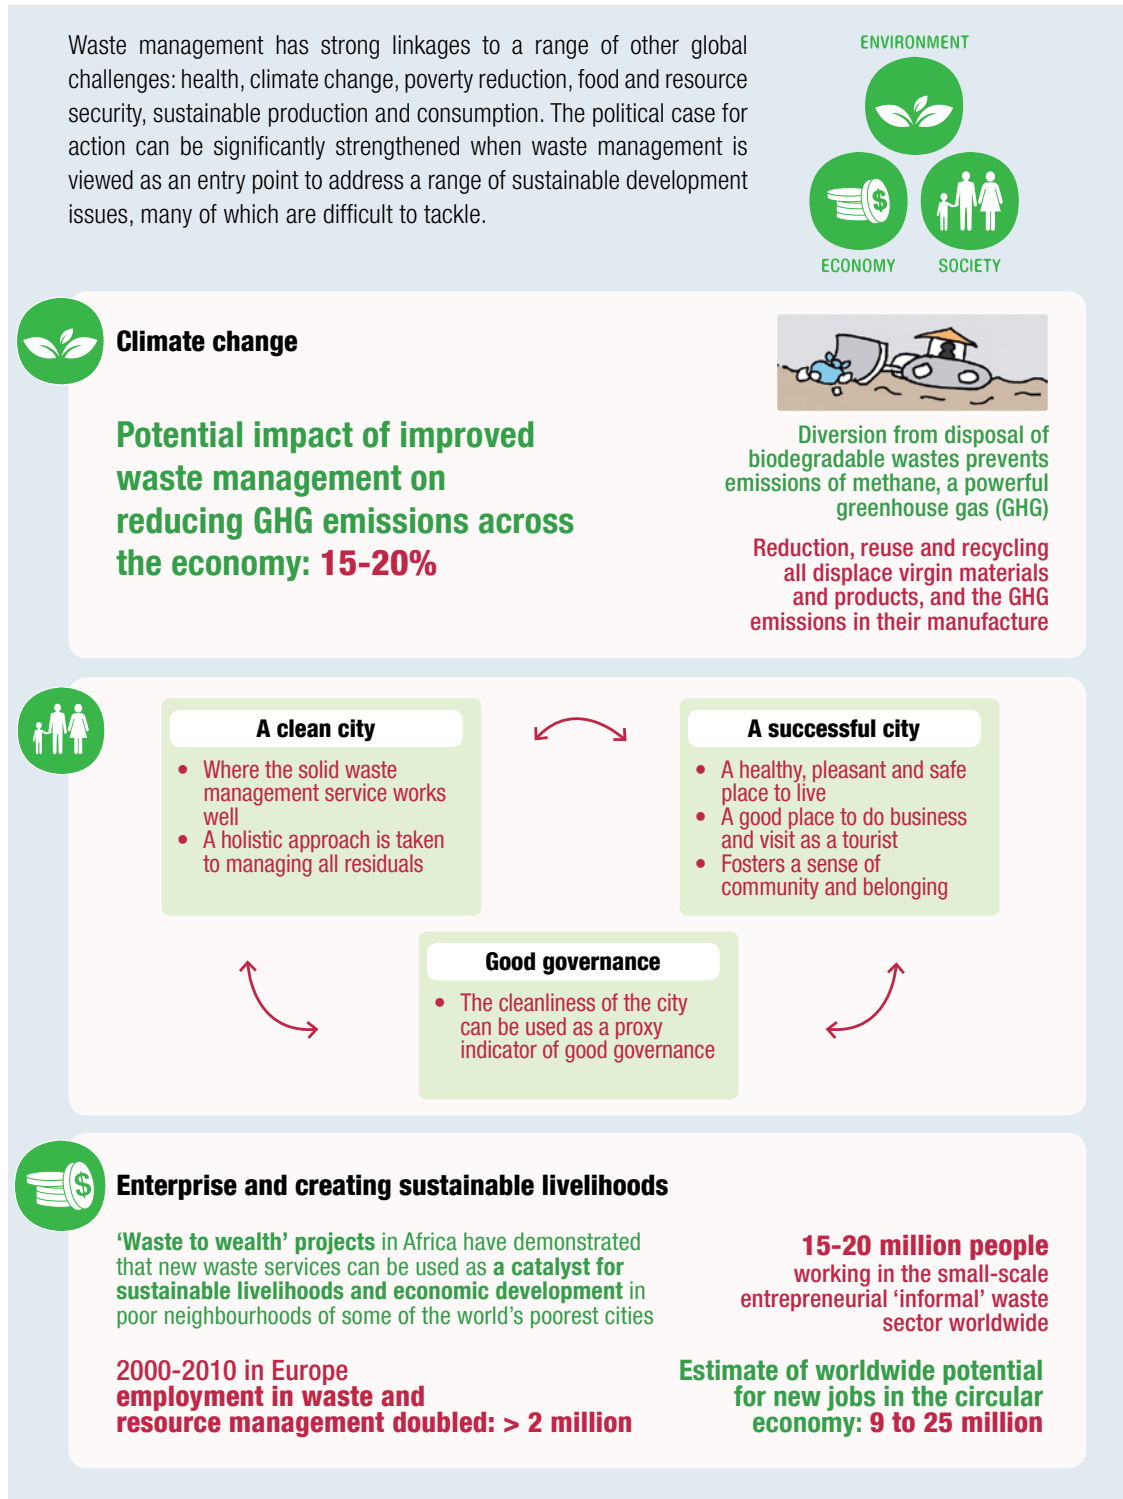 Waste management has strong linkages to a range of other global
challenges: health, climate change, poverty reduction, food and resource
security, sustainable production and consumption. The political case for
action can be significantly strengthened when waste management is
viewed as an entry point to address a range of sustainable development
issues, many of which are difficult to tackle.
ENVIRONMENT
$
ECONOMY
SOCIETY
Climate change
Potential impact of improved
waste management on
reducing GHG emissions across
the economy: 15-20%
Diversion from disposal of
biodegradable wastes prevents
emissions of methane, a powerful
greenhouse gas (GHG)
Reduction, reuse and recycling
all displace virgin materials
and products, and the GHG
emissions in their manufacture
A clean city
• Where the solid waste
management service works
well
• A holistic approach is taken
to managing all residuals
A successful city
• A healthy, pleasant and safe
place to live
• A good place to do business
and visit as a tourist
• Fosters a sense of
community and belonging
Good governance
• The cleanliness of the city
can be used as a proxy
indicator of good governance
$
Enterprise and creating sustainable livelihoods
‘Waste to wealth’ projects in Africa have demonstrated
that new waste services can be used as a catalyst for
sustainable livelihoods and economic development in
poor neighbourhoods of some of the world’s poorest cities
2000-2010 in Europe
employment in waste and
resource management doubled: > 2 million
15-20 million people
working in the small-scale
entrepreneurial ‘informal’ waste
sector worldwide
Estimate of worldwide potential
for new jobs in the circular
economy: 9 to 25 million